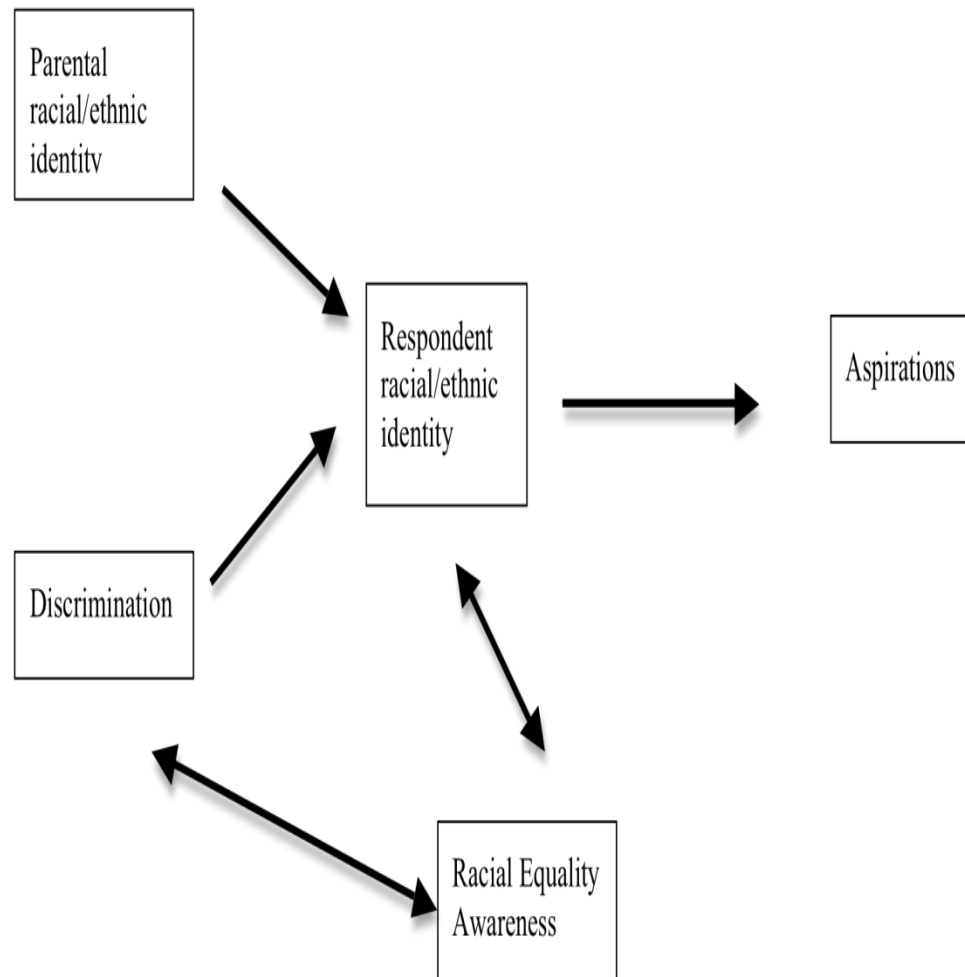 Parental
racial/ethnic
identity
Respondent
racial/ethnic
identity
Aspirations
Discrimination
Racial Equality
Awareness